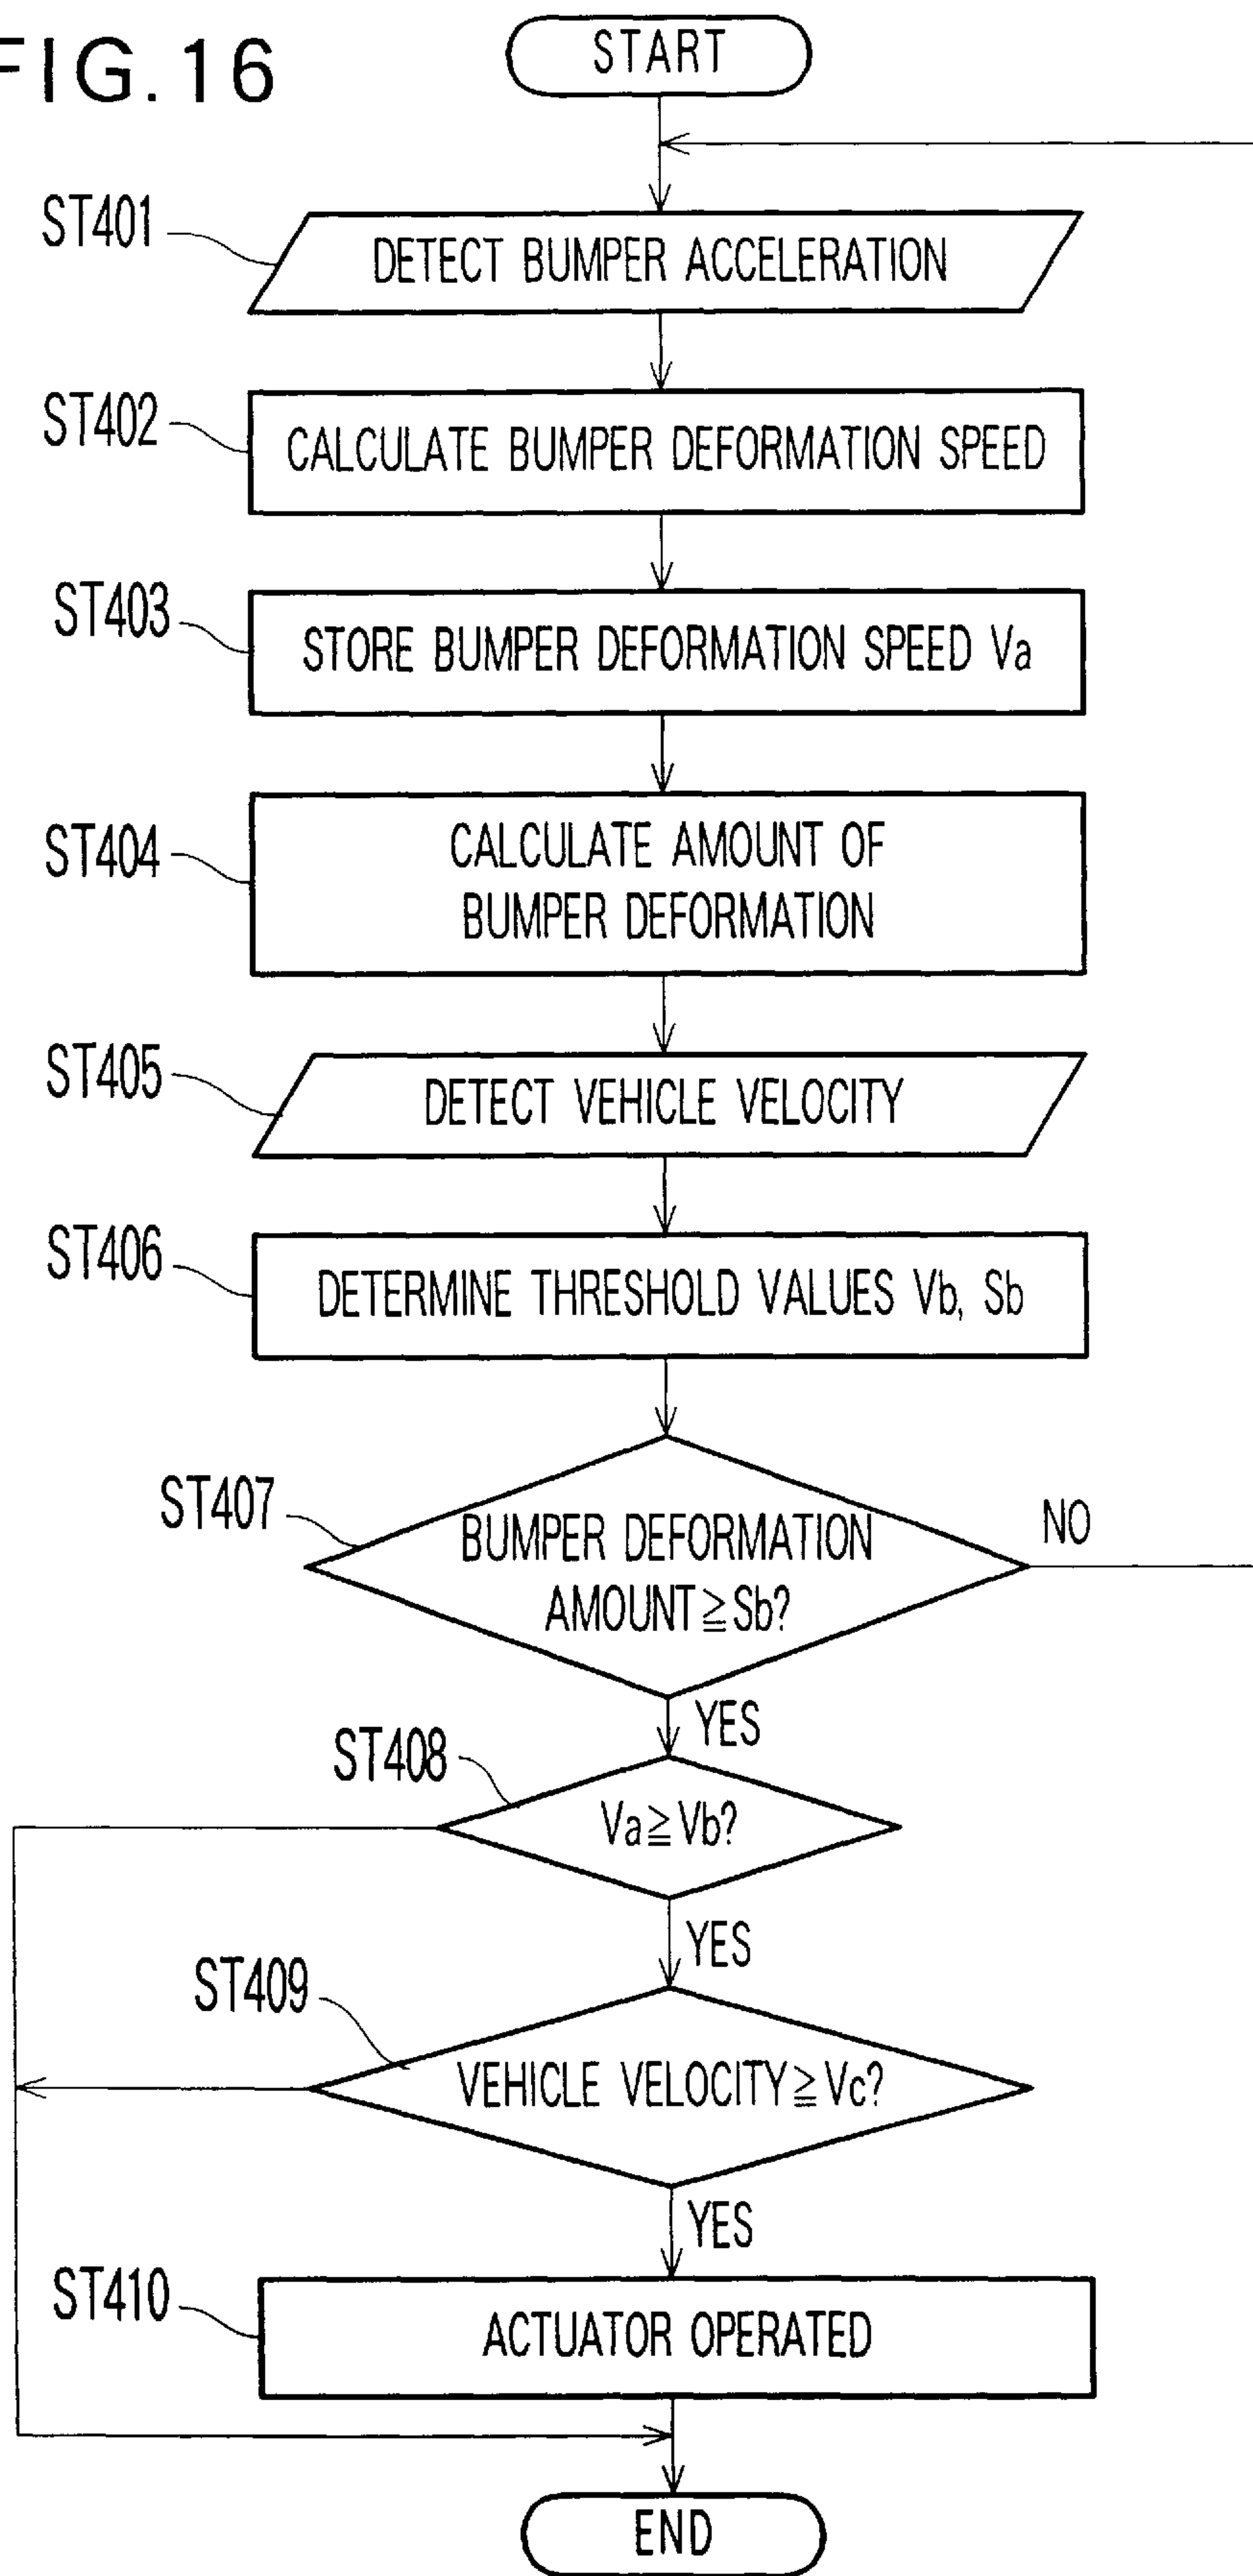 FIG.16
START
ST401
DETECT BUMPER ACCELERATION
ST402
CALCULATE BUMPER DEFORMATION SPEED
ST403
STORE BUMPER DEFORMATION SPEED Va
ST404
CALCULATE AMOUNT OF
BUMPER DEFORMATION
ST405
DETECT VEHICLE VELOCITY
ST406
DETERMINE THRESHOLD VALUES Vb, Sb
ST407
BUMPER DEFORMATION
AMOUNT≧Sb?
NO
YES
ST408
Va≧Vb?
YES
ST409
VEHICLE VELOCITY≧Vc?
YES
ST410
ACTUATOR OPERATED
END